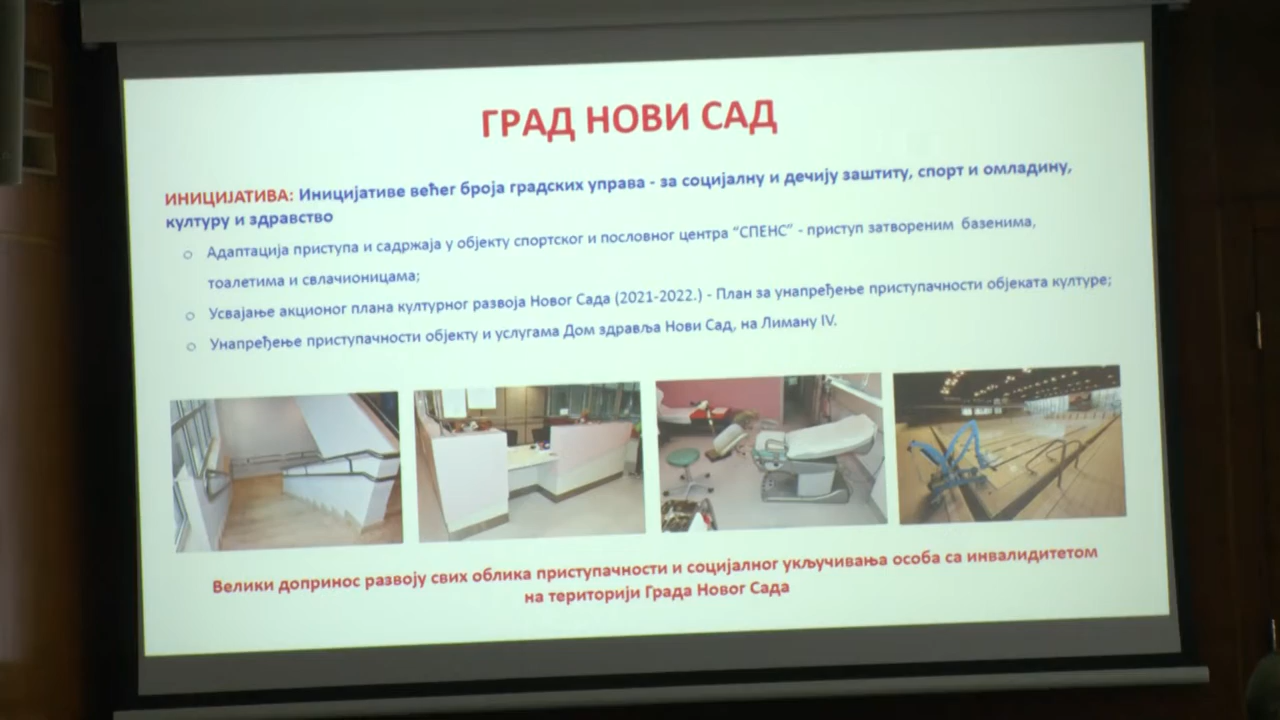 ГРАД НОВИ САД
ИНИЦИЈАТИВА: Иницијативе већег броја градских управа - за социјалну и дечију заштиту, спорт и омладину,
културу и здравство
Адаптација приступа и садржаја у објекту спортског и пословног центра “СПЕНС” - приступ затвореним базенима,
тоалетима и свлачионицама;
Усвајање акционог плана културног развоја Новог Сада (2021-2022.) - План за унапређење приступачности објеката културе;
Унапређење приступачности објекту и услугама Дом здравља Нови Сад, на Лиману IV.
Велики допринос развоју свих облика приступачности и социјалног укључивања особа са инвалидитетом
на територији Града Новог Сада